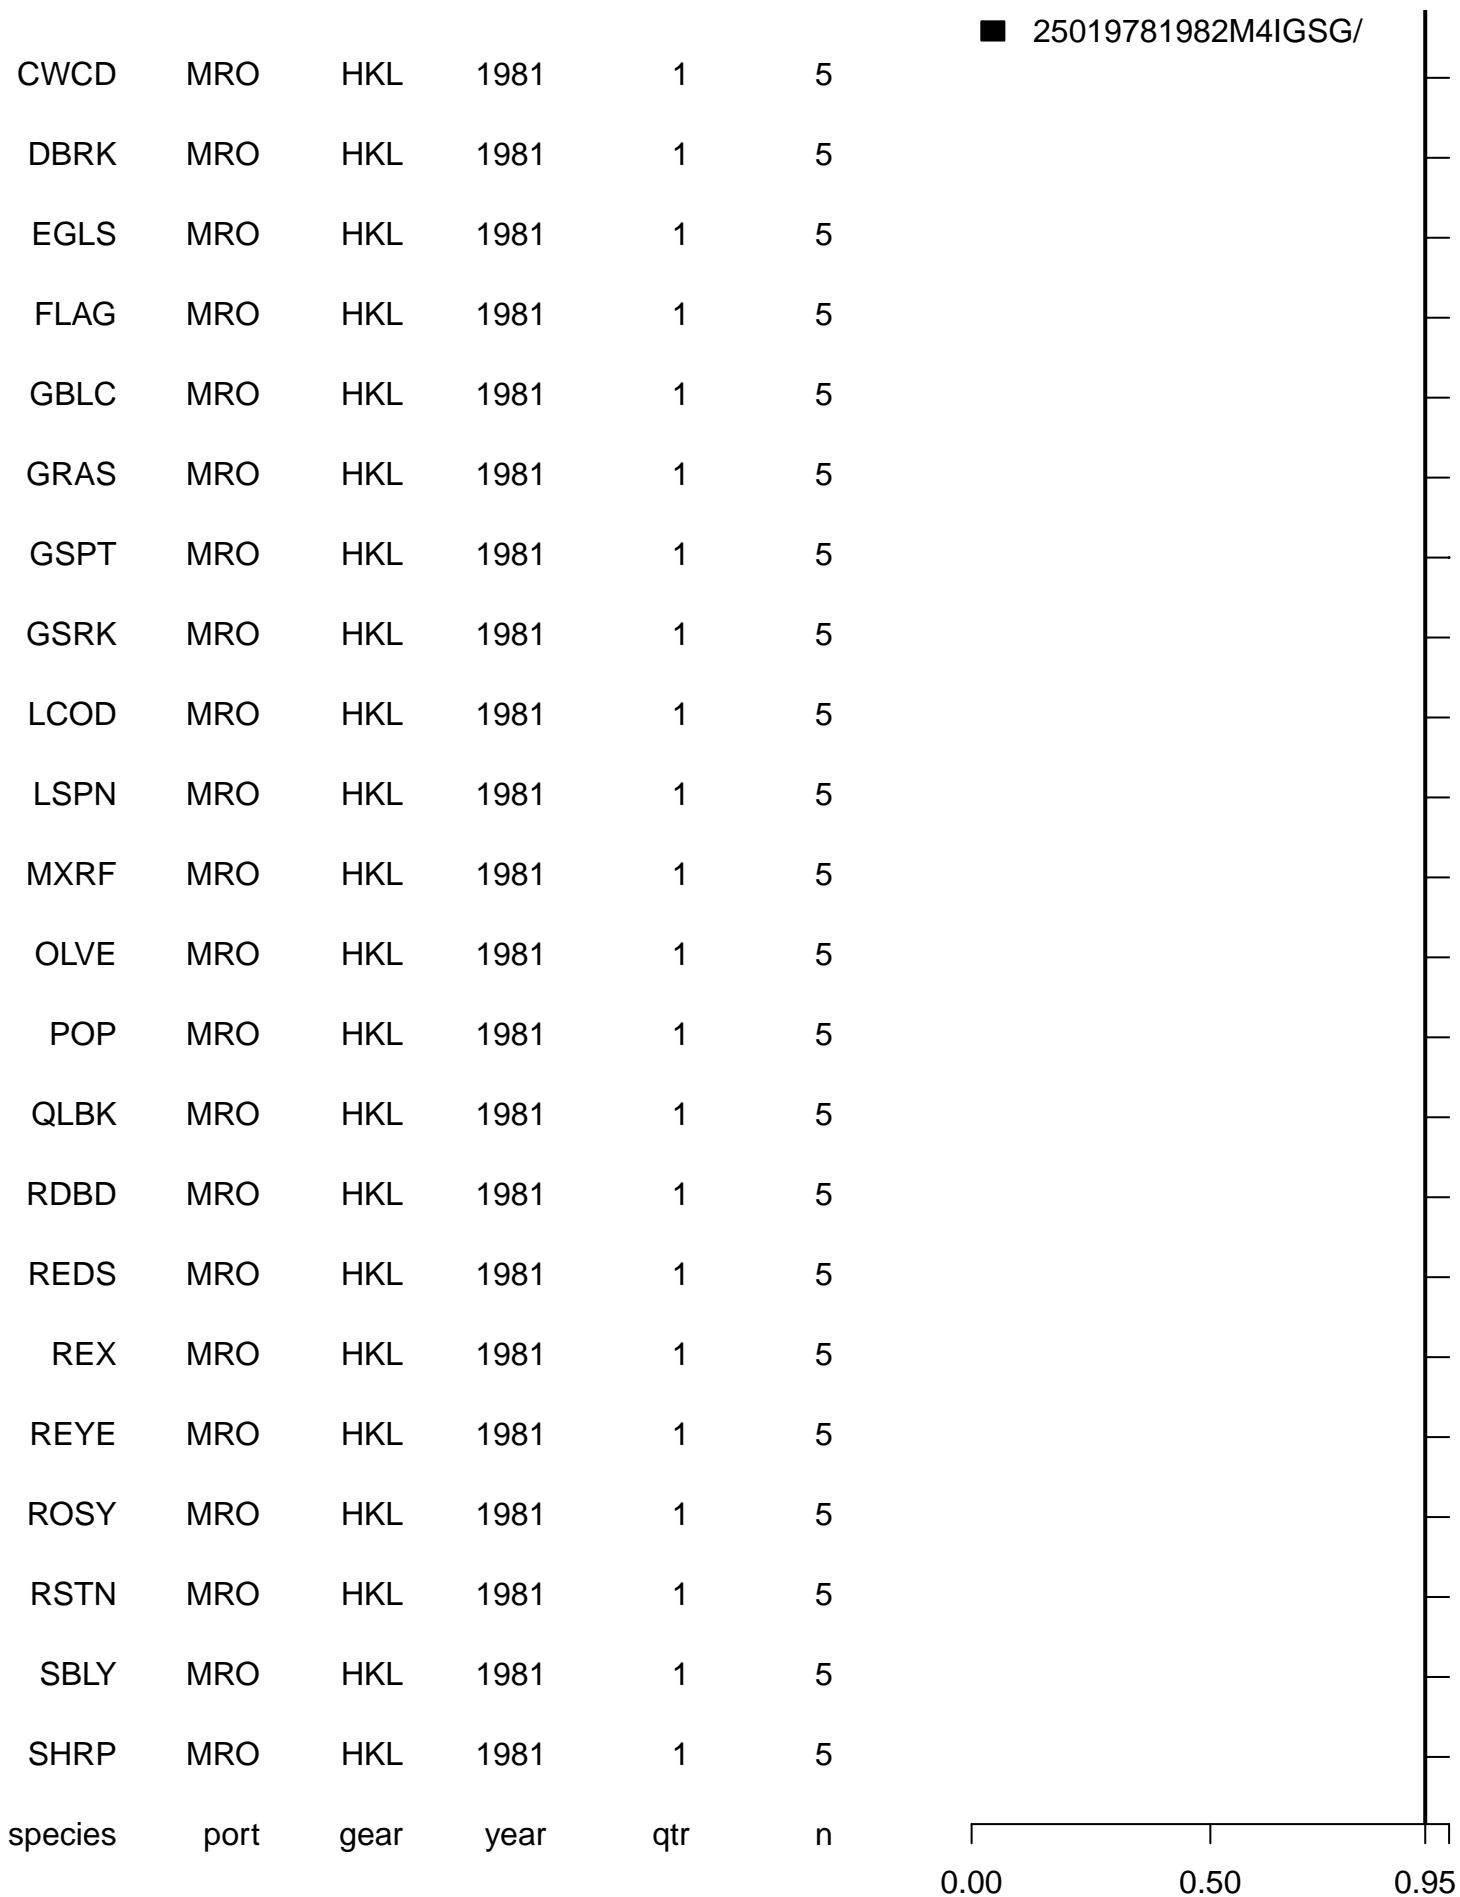 25019781982M4IGSG/
CWCD MRO HKL 1981 1 5
DBRK MRO HKL 1981 1 5
EGLS MRO HKL 1981 1 5
FLAG MRO HKL 1981 1 5
GBLC MRO HKL 1981 1 5
GRAS MRO HKL 1981 1 5
GSPT MRO HKL 1981 1 5
GSRK MRO HKL 1981 1 5
LCOD MRO HKL 1981 1 5
LSPN MRO HKL 1981 1 5
MXRF MRO HKL 1981 1 5
OLVE MRO HKL 1981 1 5
POP MRO HKL 1981 1 5
QLBK MRO HKL 1981 1 5
RDBD MRO HKL 1981 1 5
REDS MRO HKL 1981 1 5
REX MRO HKL 1981 1 5
REYE MRO HKL 1981 1 5
ROSY MRO HKL 1981 1 5
RSTN MRO HKL 1981 1 5
SBLY MRO HKL 1981 1 5
SHRP MRO HKL 1981 1 5
species port gear year qtr n
0.00 0.50 0.95